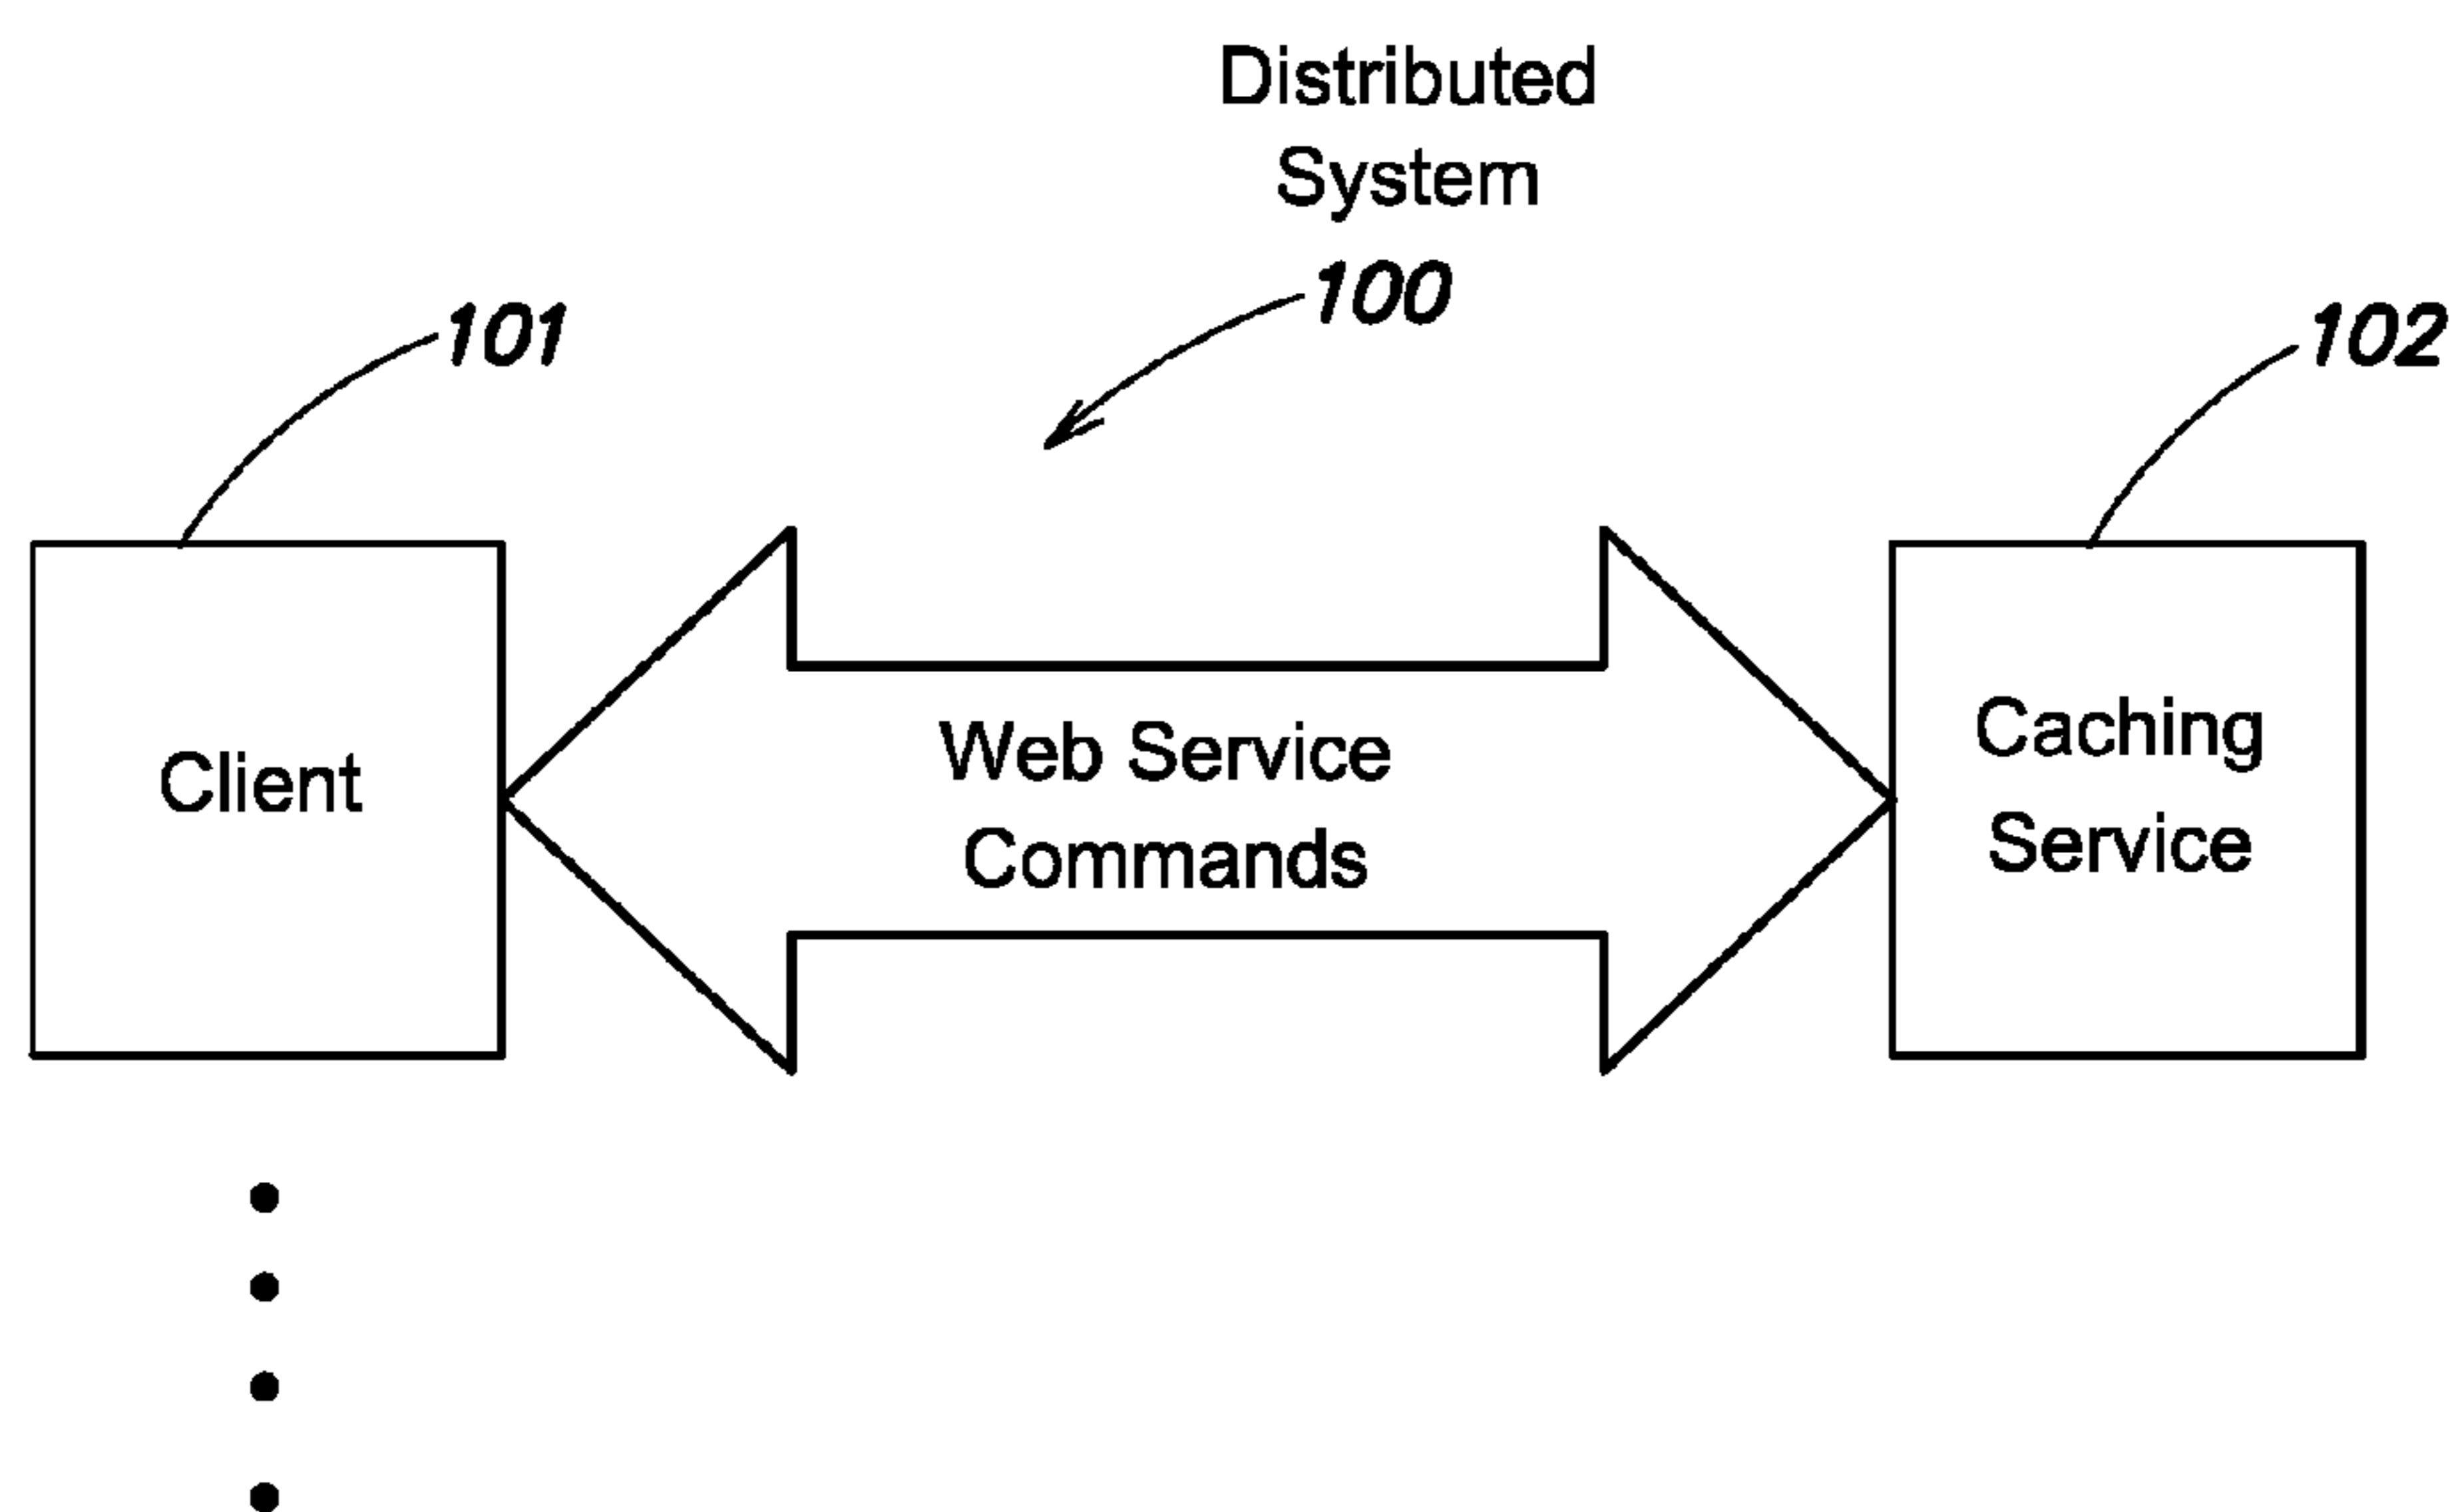 Distributed
System
100
101
102
Client
Web Service
Commands
Caching
Service